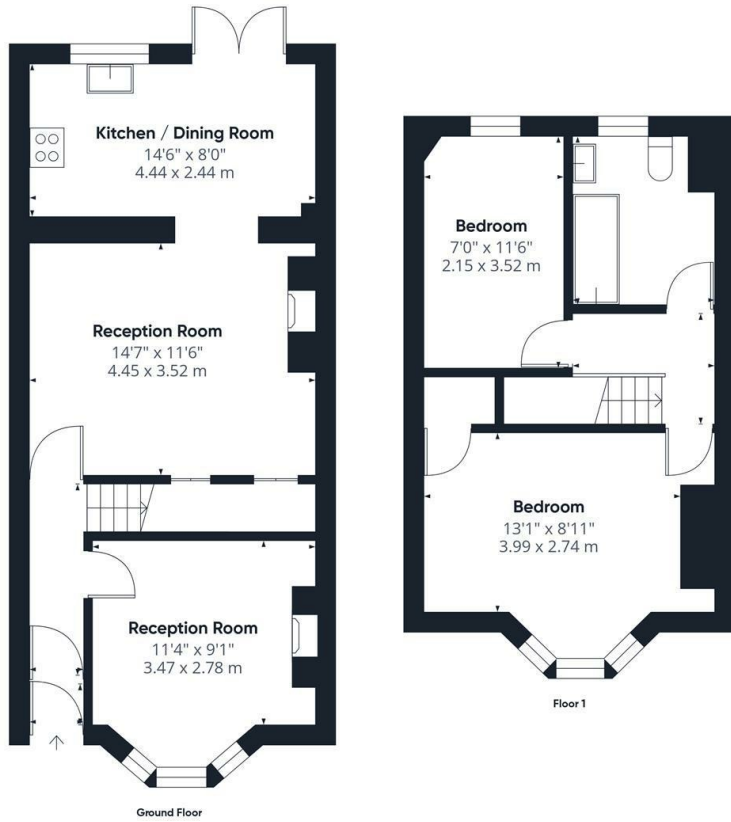 Kitchen / Dining Room
14'6" x 8'0"
4.44 x 2.44 m
Reception Room
14'7" x 11'6"
4.45 x 3.52 m
Reception Room
11'4" x 9'1"
3.47 x 2.78 m
Ground Floor
Bedroom
7'0" x 11'6"
2.15 x 3.52 m
Bedroom
13'1" x 8'11"
3.99 x 2.74 m
Floor 1